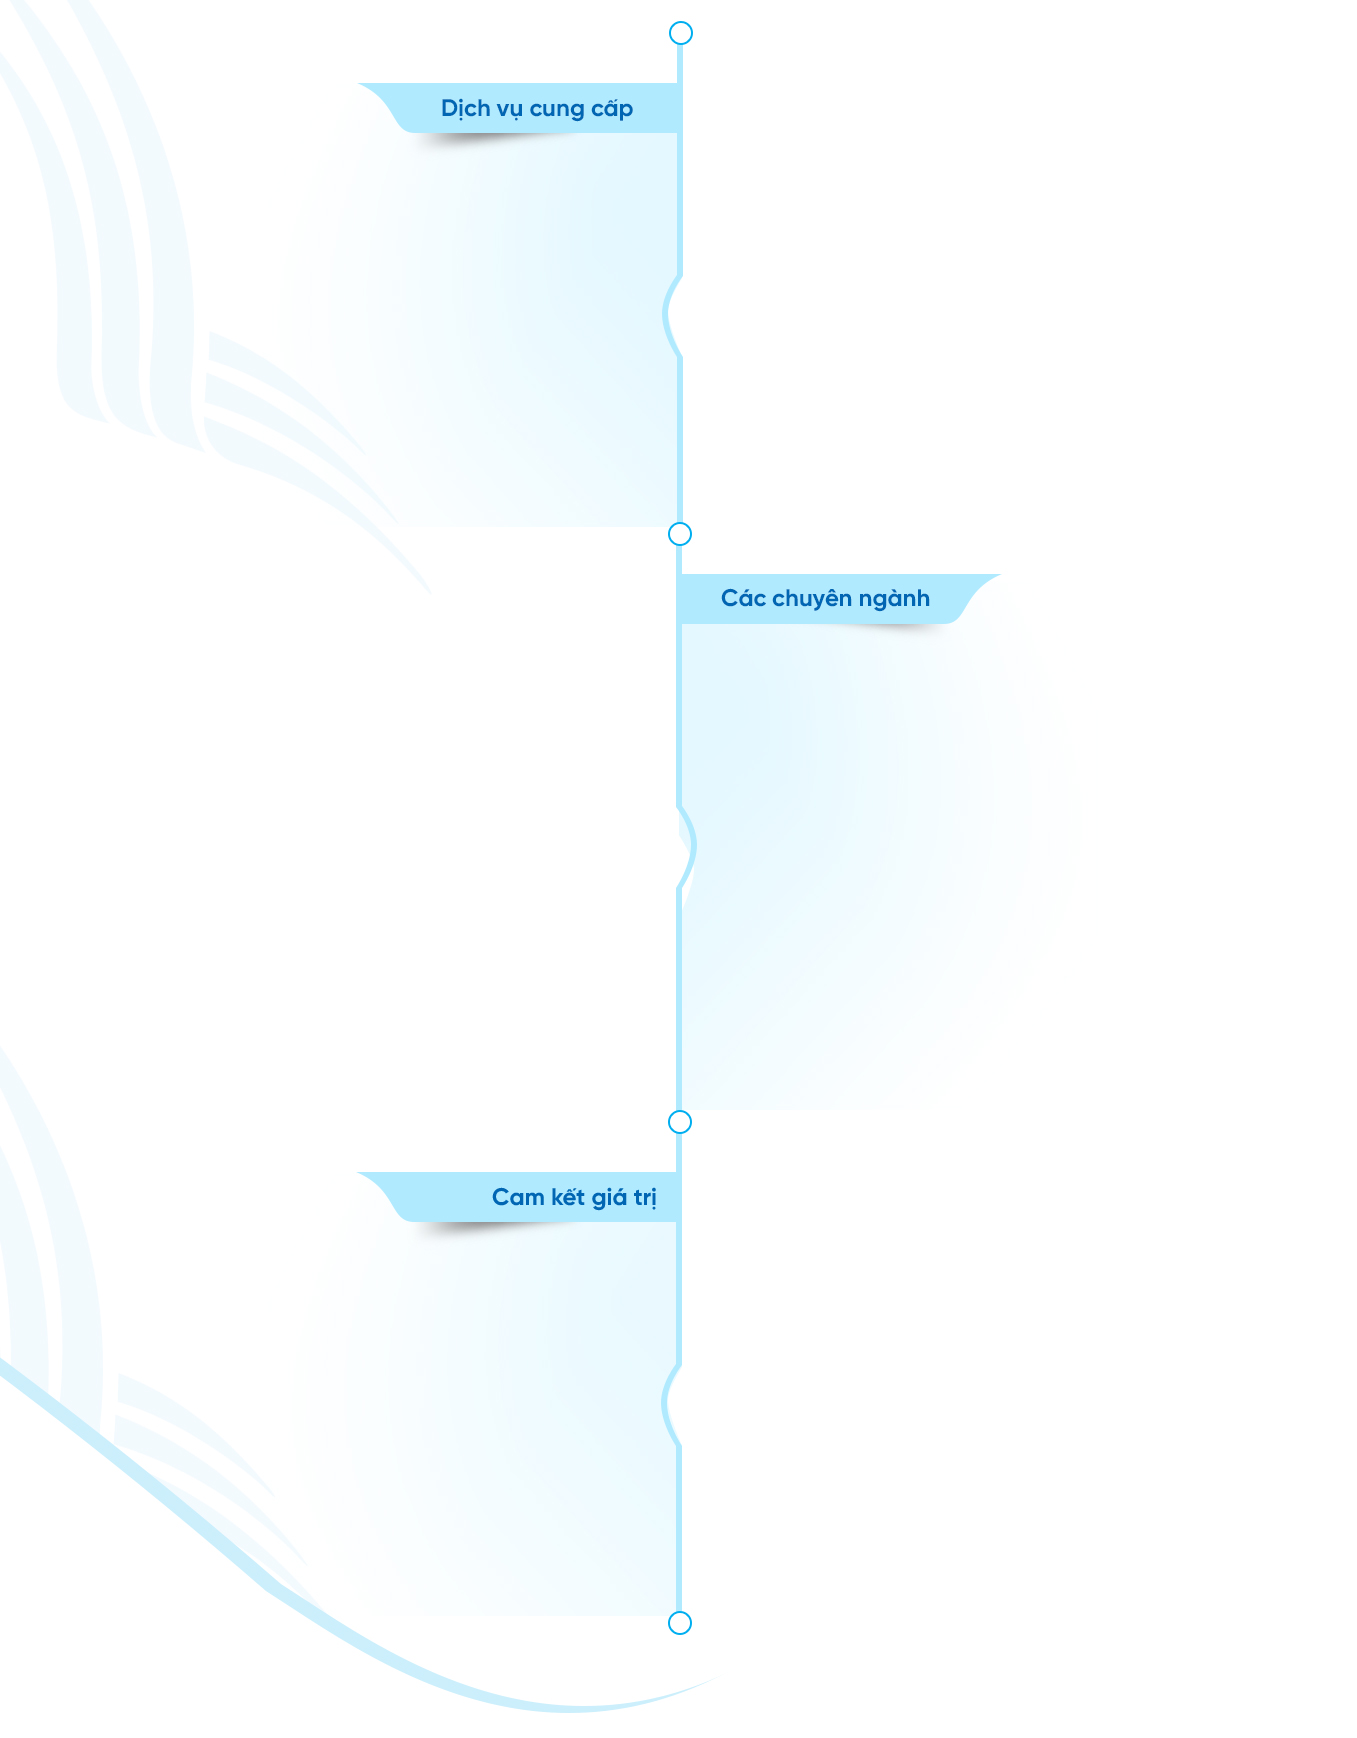 Dịch vụ cung cấp
Các chuyên ngành
Cam kết giá trị